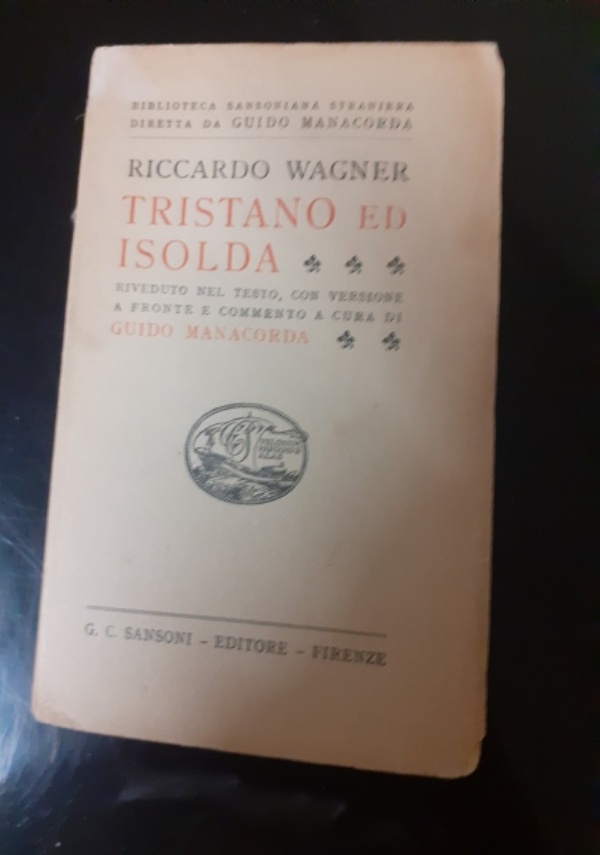 BIBLIOTECA SANSONIANA STRANIERA
DIRETTA DA GUIDO MANACORDA
RICCARDO WAGNER
TRISTANO ED
ISOLDA
RIVEDUTO NEL TESTO, CON VERSIONE
A FRONTE E COMMENTO A CURA DI
GUIDO MANACORDA
ALAS
G. C. SANSONI – EDITORE – FIRENZE